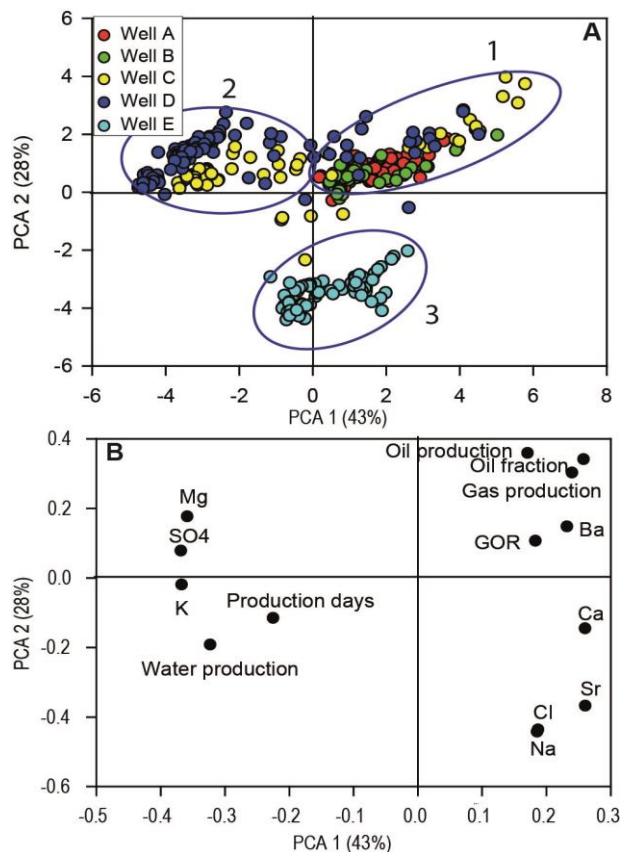 6
4
2
0
-2
-4
-6
PCA 2 (28%)
Well A
Well B
Well C
Well D
Well E
A
1
2
3
-6
-4
-2
0
2
4
6
8
PCA 1 (43%)
B
0.4
0.2
0.0
-0.2
-0.4
-0.6
PCA 2 (28%)
Oil production
Oil fraction
Gas production
Mg
SO4
GOR
Ba
K
Production days
Water production
Ca
Sr
Cl
Na
-0.5
-0.4
-0.3
-0.2
-0.1
0.0
0.1
0.2
0.3
PCA 1 (43%)